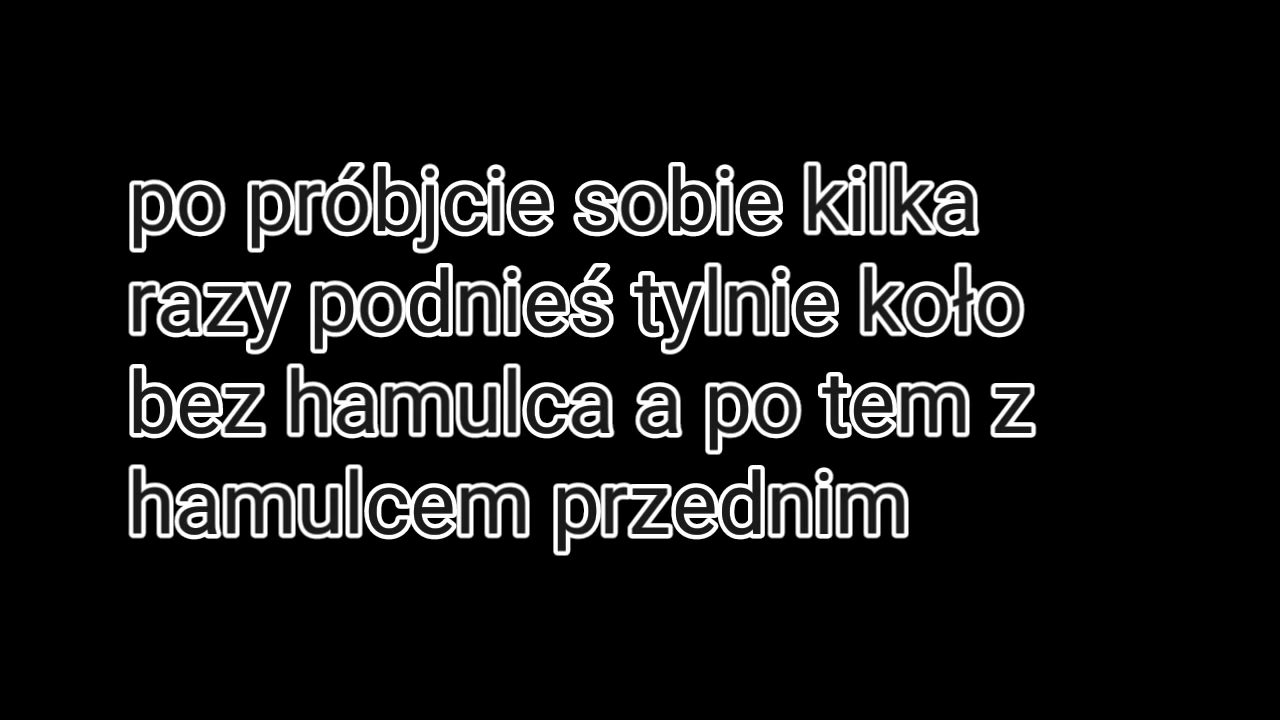 po próbjcie sobie kilka
razy podnieś tylnie koło
bez hamulca a po tem z
hamulcem przednim